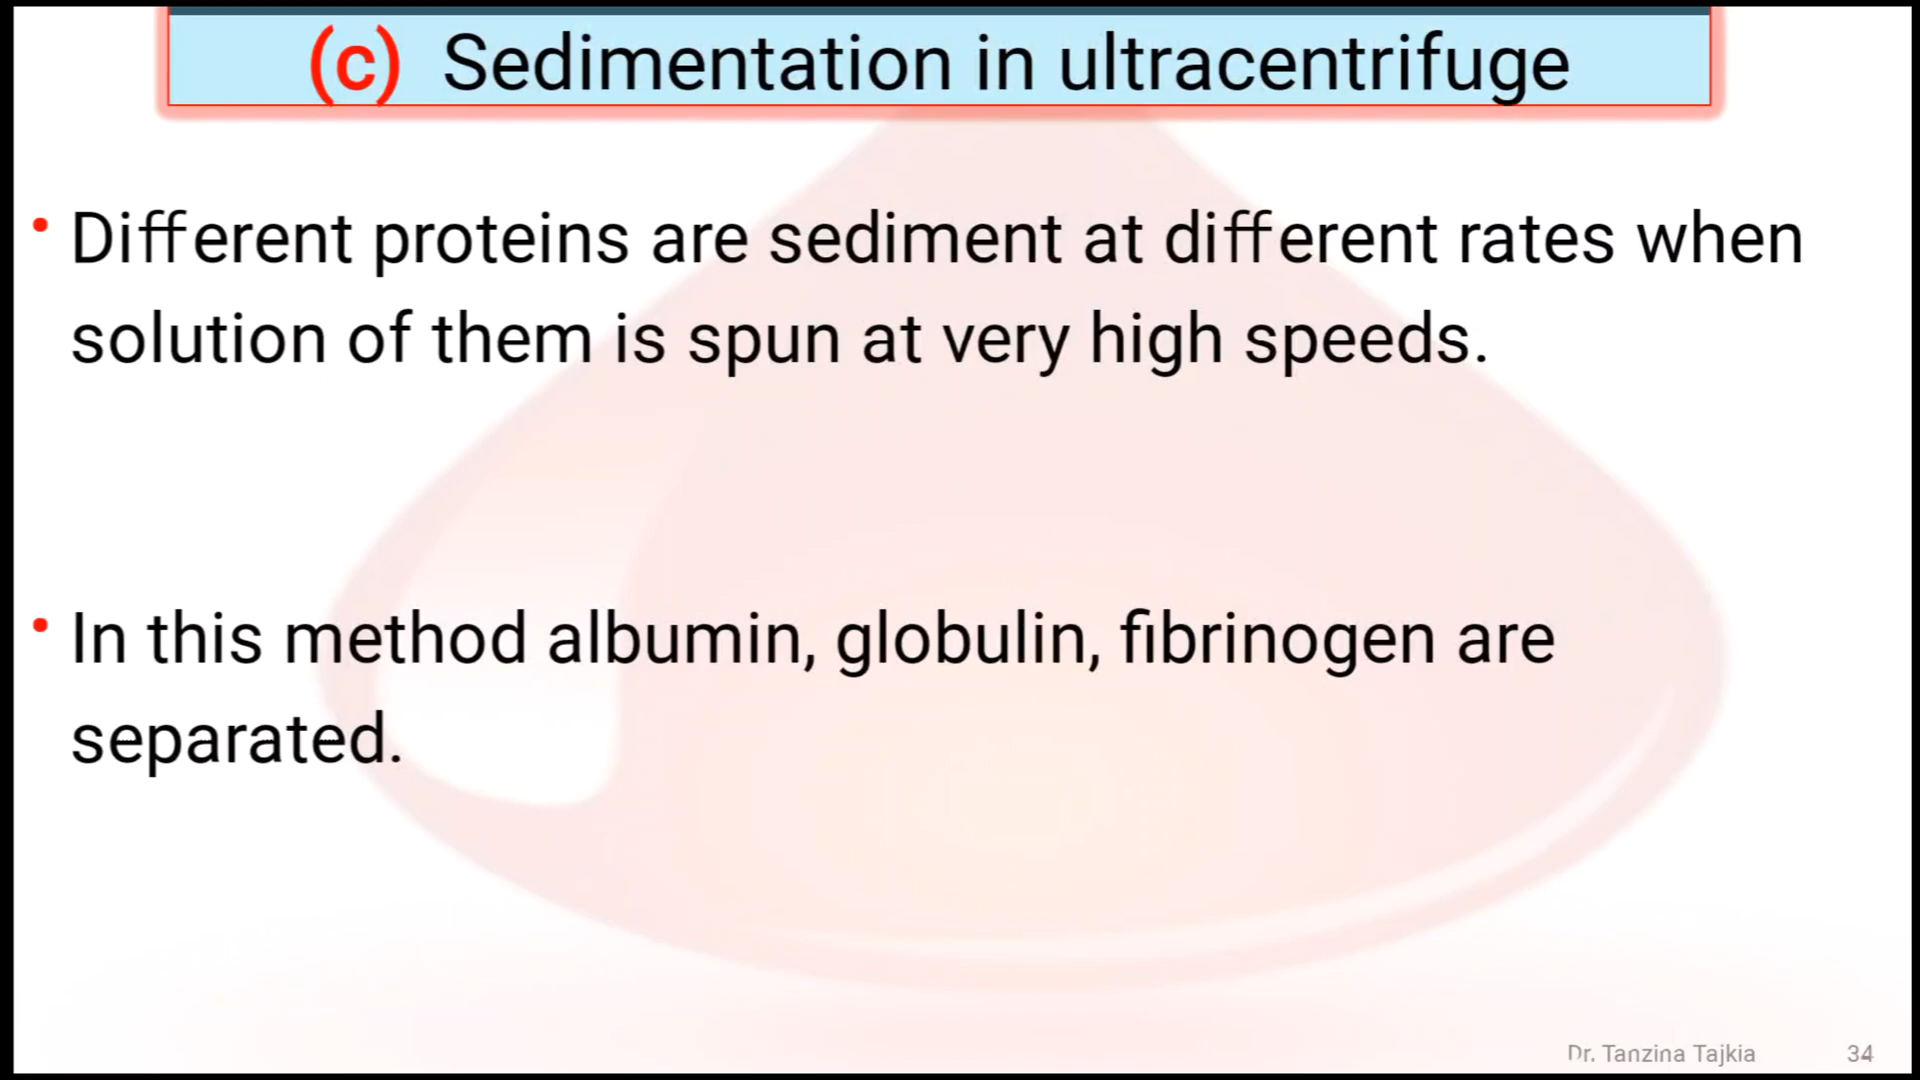 (c) Sedimentation in ultracentrifuge
• Different proteins are sediment at different rates when
solution of them is spun at very high speeds.
• In this method albumin, globulin, fibrinogen are
separated.
Dr. Tanzina Tajkia 34